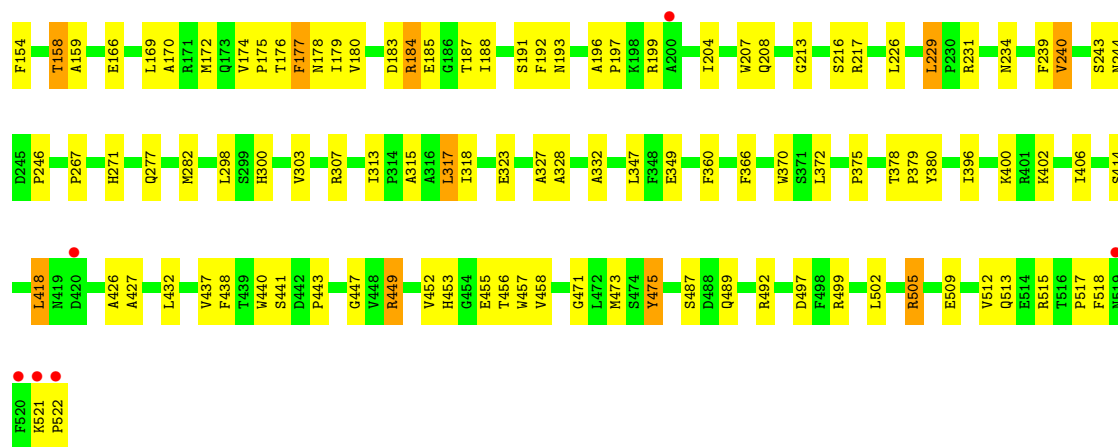 F154 T158 A159 E166 L169 A170 R171 M172 Q173 V174 P175 T176 F177 N178 I179 V180 D183 R184 E185 G186 T187 I188 S191 F192 N193 A196 P197 K198 R199 A200 I204 W207 Q208 G213 S216 R217 L226 L229 P230 R231 N234 F239 V240 S243 N244
D245 P246 P267 H271 Q277 M282 L298 S299 H300 V303 R307 I313 P314 A315 A316 L317 I318 E323 A327 A328 A332 L347 F348 E349 F360 F366 W370 S371 L372 P375 T378 P379 Y380 I396 K400 R401 K402 I406 S414
L418 N419 D420 A426 A427 L432 V437 F438 T439 W440 S441 D442 P443 G447 V448 R449 V452 H453 G454 E455 T456 W457 V458 G471 L472 M473 S474 Y475 S487 D488 Q489 R492 D497 F498 R499 L502 R505 E509 V512 Q513 E514 R515 T516 P517 F518 N519
F520 K521 P522